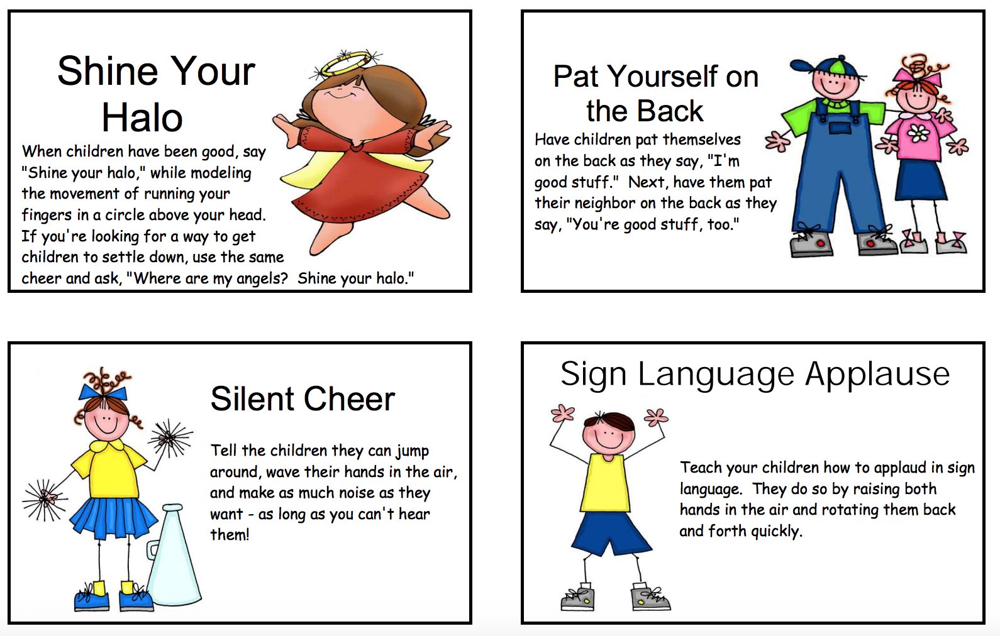 Shine Your
Halo
When children have been good, say
"Shine your halo," while modeling
the movement of running your
fingers in a circle above your head.
If you're looking for a way to get
children to settle down, use the same
cheer and ask, "Where are my angels?  Shine your halo."
Pat Yourself on
the Back
Have children pat themselves
on the back as they say, "I'm
good stuff."  Next, have them pat
their neighbor on the back as they
say, "You're good stuff, too."
Silent Cheer
Tell the children they can jump
around, wave their hands in the air,
and make as much noise as they
want - as long as you can't hear
them!
Sign Language Applause
Teach your children how to applaud in sign
language.  They do so by raising both
hands in the air and rotating them back
and forth quickly.